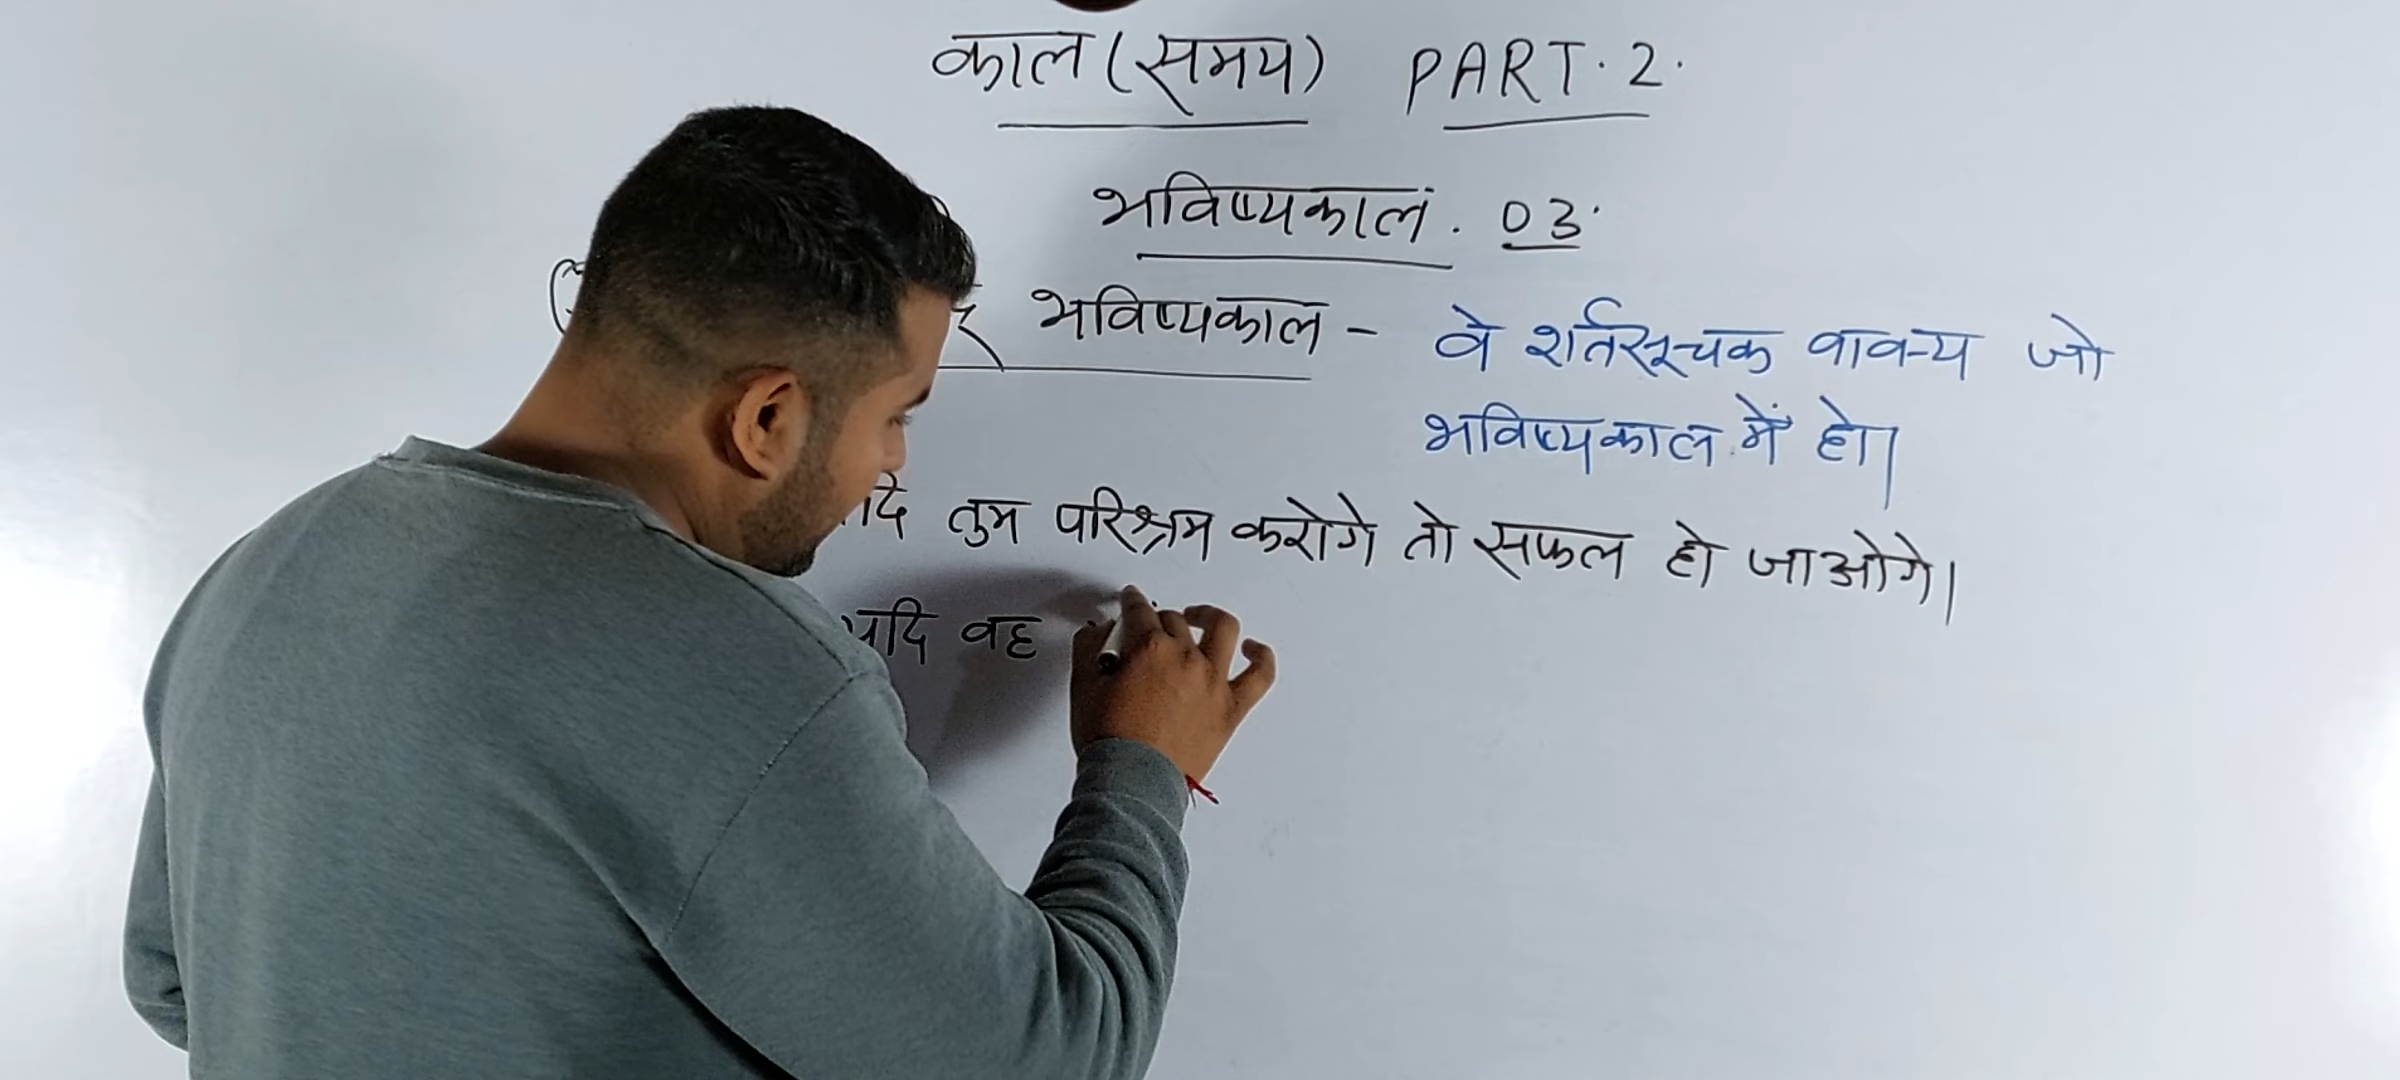 काल (समय) PART. 2.
भविष्यकाल. 03.
भविष्यकाल - वे शर्तसूचक वाक्य जो
भविष्यकाल में हो।
तुम परिश्रम करोगे तो सफल हो जाओगे।
यदि वह